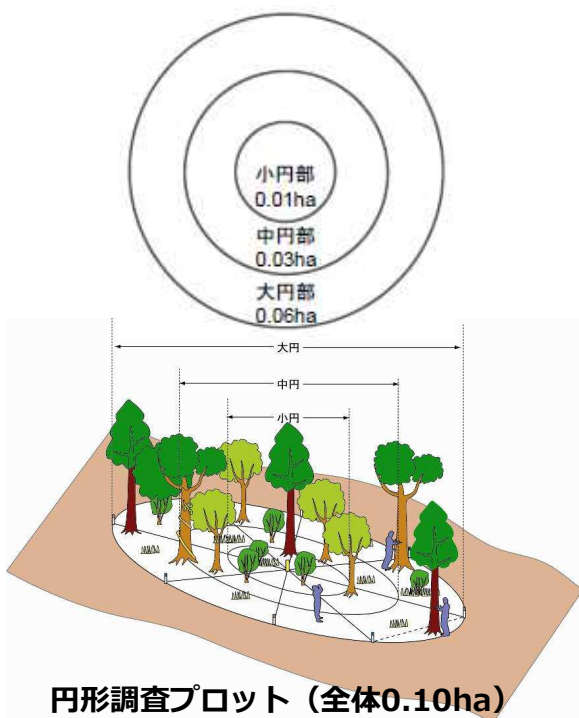 小円部
0.01ha
中円部
0.03ha
大円部
0.06ha
大円
中円
小円
円形調査プロット（全体0.10ha）